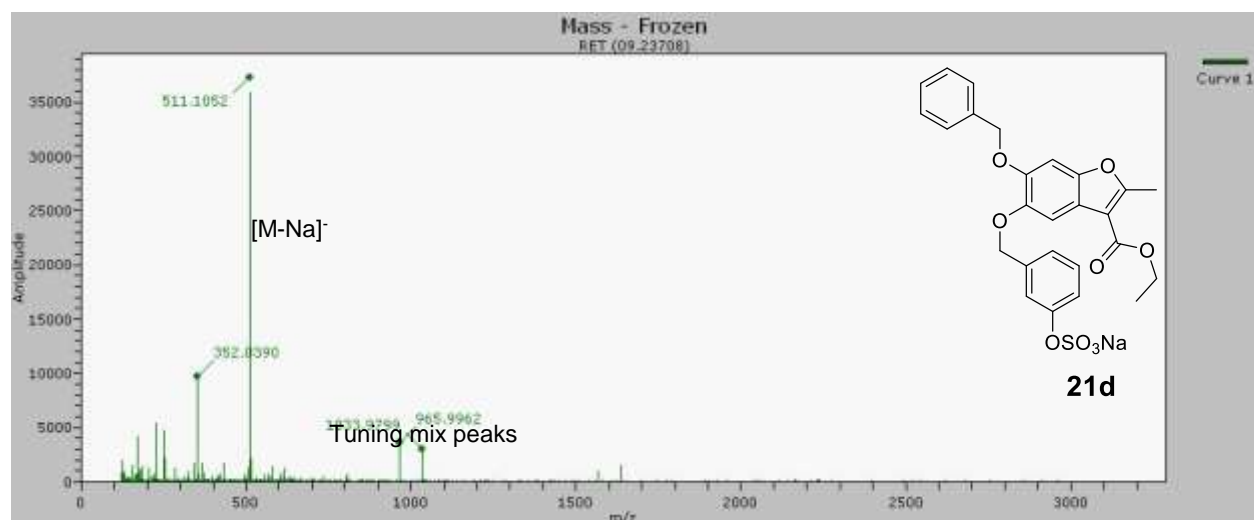 Mass - Frozen
RET (09.23708)
Curve 1
Amplitude
35000
30000
25000
20000
15000
10000
5000
0
511.1052
[M-Na]-
352.0390
965.9962
Tuning mix peaks
0
500
1000
1500
2000
2500
3000
m/z
O
O
O
O
O
OSO3Na
21d